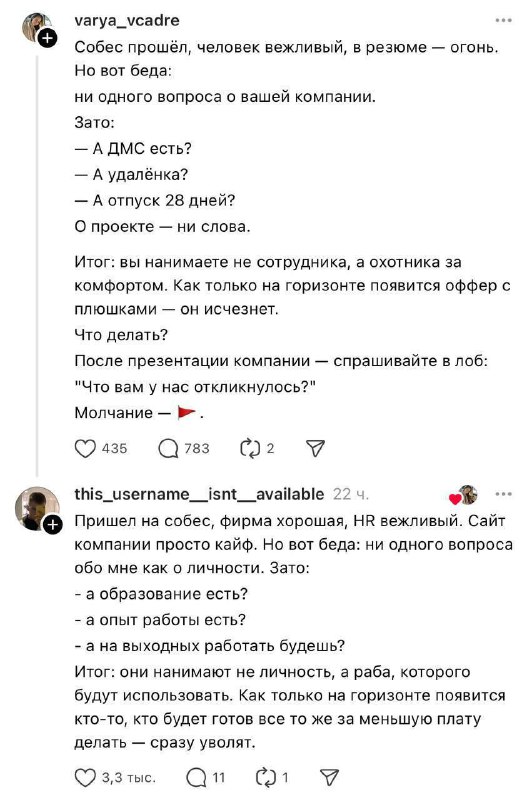 varya_vcadre
Собес прошёл, человек вежливый, в резюме — огонь.
Но вот беда:
ни одного вопроса о вашей компании.
Зато:
— А ДМС есть?
— А удалёнка?
— А отпуск 28 дней?
О проекте — ни слова.
Итог: вы нанимаете не сотрудника, а охотника за
комфортом. Как только на горизонте появится оффер с
плюшками — он исчезнет.
Что делать?
После презентации компании — спрашивайте в лоб:
"Что вам у нас откликнулось?"
Молчание — 🚩.
435 783 2
this_username__isnt__available 22 ч.
Пришел на собес, фирма хорошая, HR вежливый. Сайт
компании просто кайф. Но вот беда: ни одного вопроса
обо мне как о личности. Зато:
- а образование есть?
- а опыт работы есть?
- а на выходных работать будешь?
Итог: они нанимают не личность, а раба, которого
будут использовать. Как только на горизонте появится
кто-то, кто будет готов все то же за меньшую плату
делать — сразу уволят.
3,3 тыс. 11 1